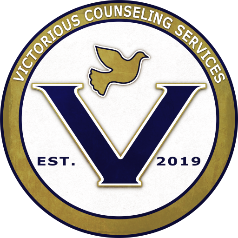 VICTORIOUS COUNSELING SERVICES
EST. V 2019